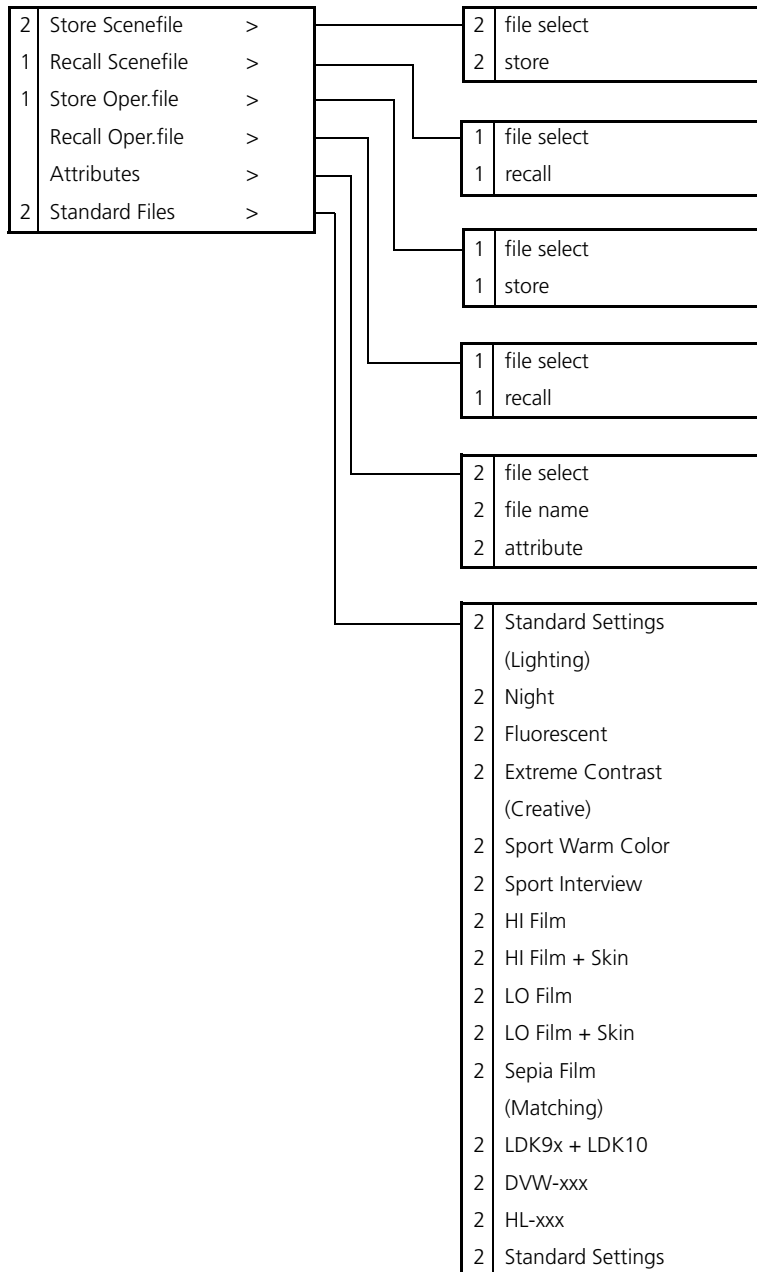 2 Store Scenefile >
1 Recall Scenefile >
1 Store Oper.file >
Recall Oper.file >
Attributes >
2 Standard Files >
2 file select
2 store
1 file select
1 recall
1 file select
1 store
1 file select
1 recall
2 file select
2 file name
2 attribute
2 Standard Settings
(Lighting)
2 Night
2 Fluorescent
2 Extreme Contrast
(Creative)
2 Sport Warm Color
2 Sport Interview
2 HI Film
2 HI Film + Skin
2 LO Film
2 LO Film + Skin
2 Sepia Film
(Matching)
2 LDK9x + LDK10
2 DVW-xxx
2 HL-xxx
2 Standard Settings